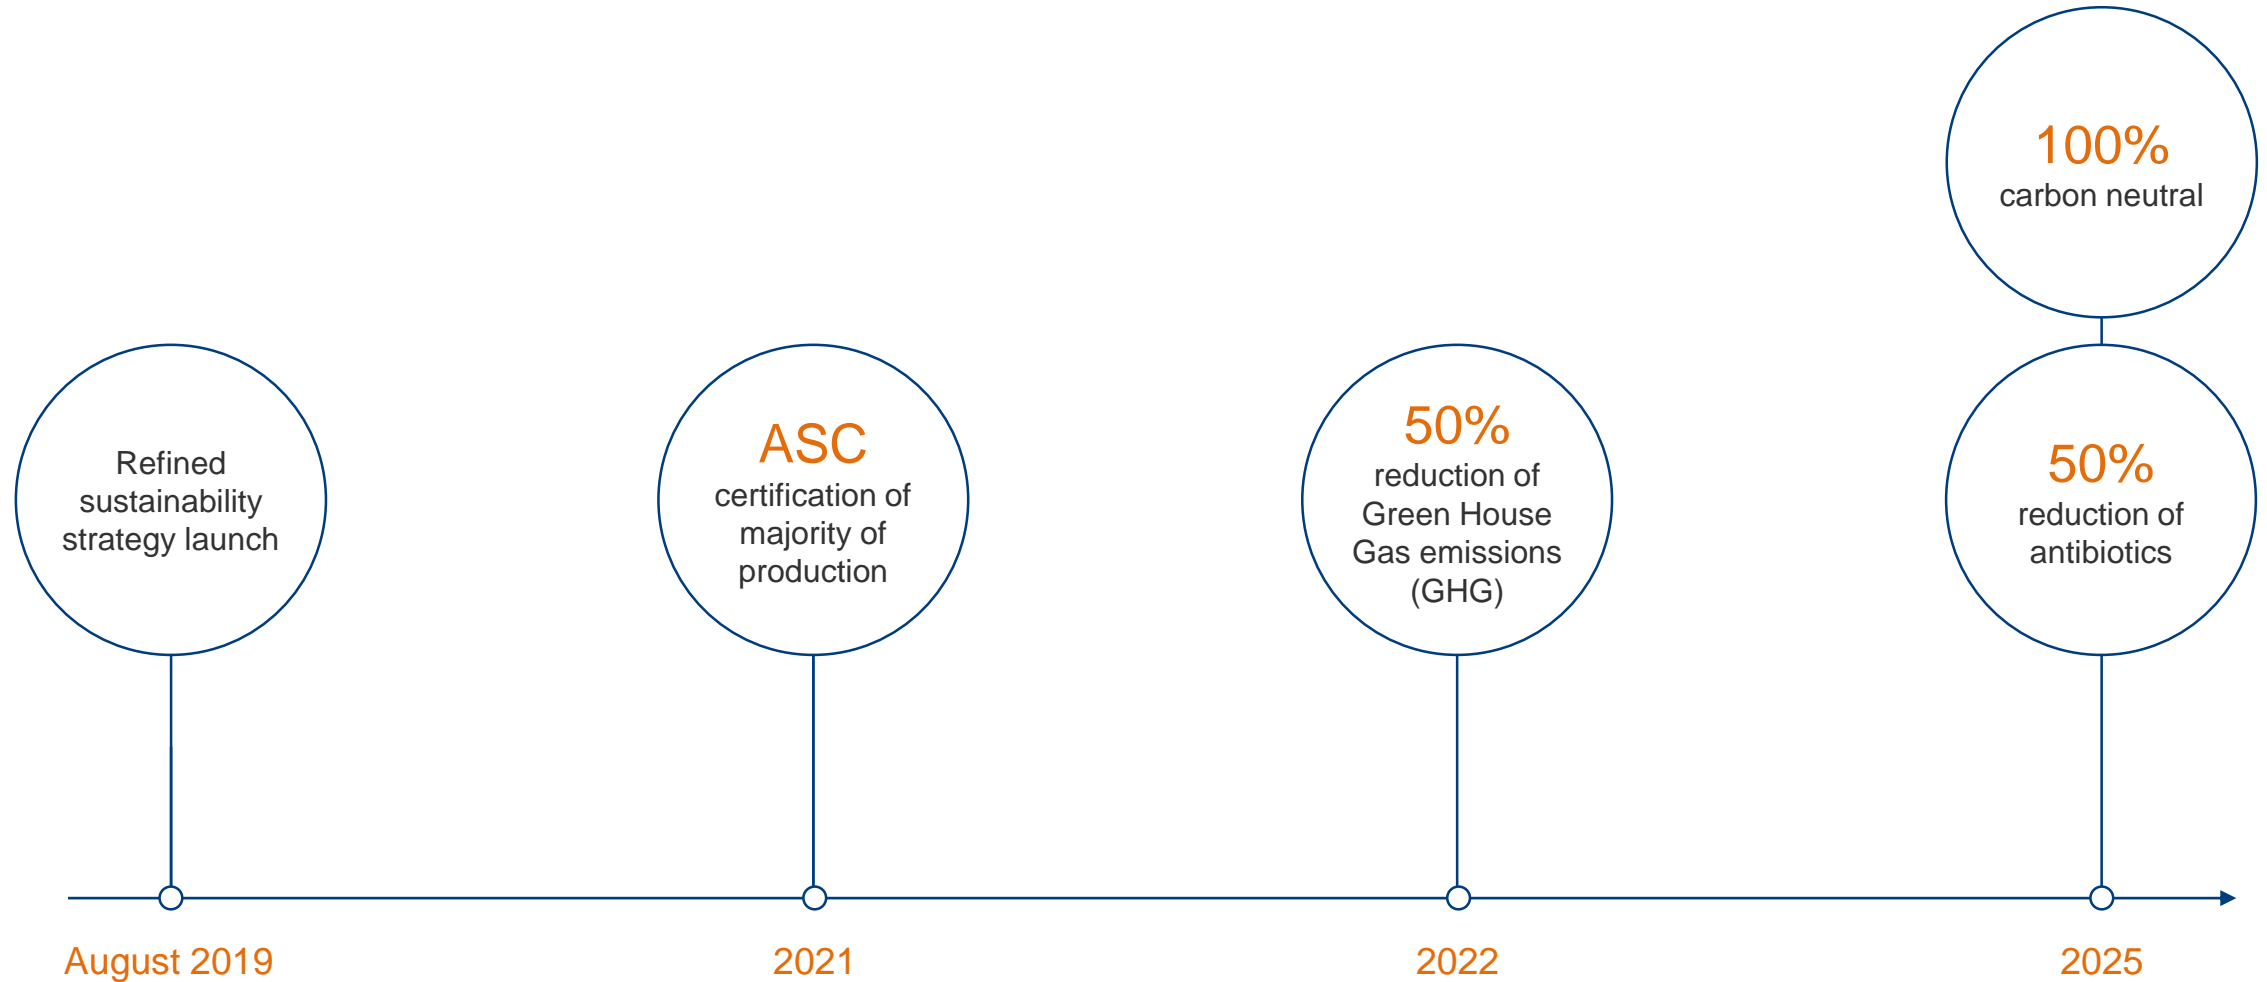 100%
carbon neutral
Refined
sustainability
strategy launch
ASC
certification of
majority of
production
50%
reduction of
Green House
Gas emissions
(GHG)
50%
reduction of
antibiotics
August 2019
2021
2022
2025